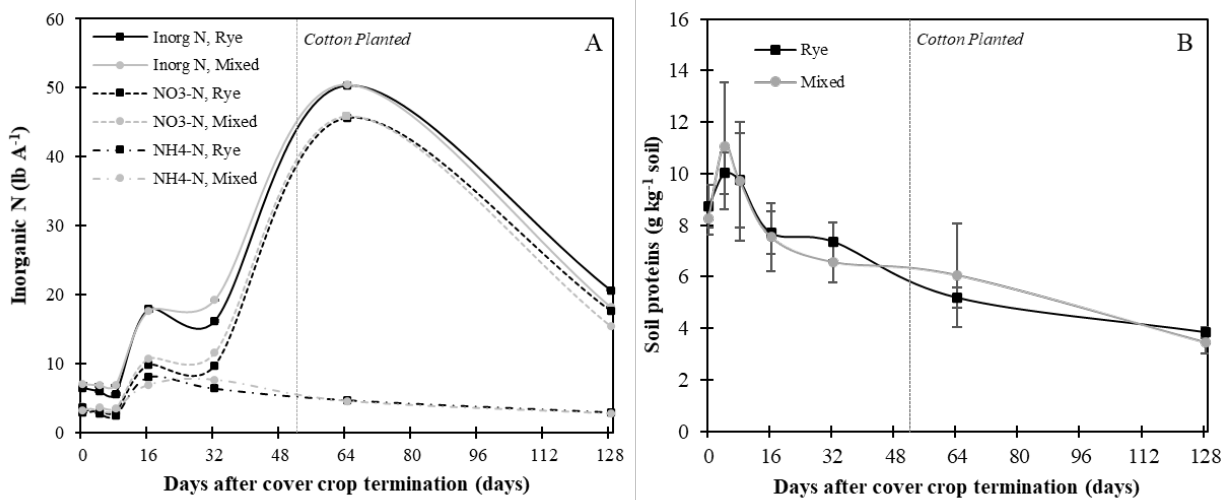 60
50
40
30
20
10
0
Inorganic N (lb A⁻¹)
Inorg N, Rye
Inorg N, Mixed
NO3-N, Rye
NO3-N, Mixed
NH4-N, Rye
NH4-N, Mixed
Cotton Planted
A
0 16 32 48 64 80 96 112 128
Days after cover crop termination (days)
16
14
12
10
8
6
4
2
0
Soil proteins (g kg⁻¹ soil)
Rye
Mixed
Cotton Planted
B
0 16 32 48 64 80 96 112 128
Days after cover crop termination (days)